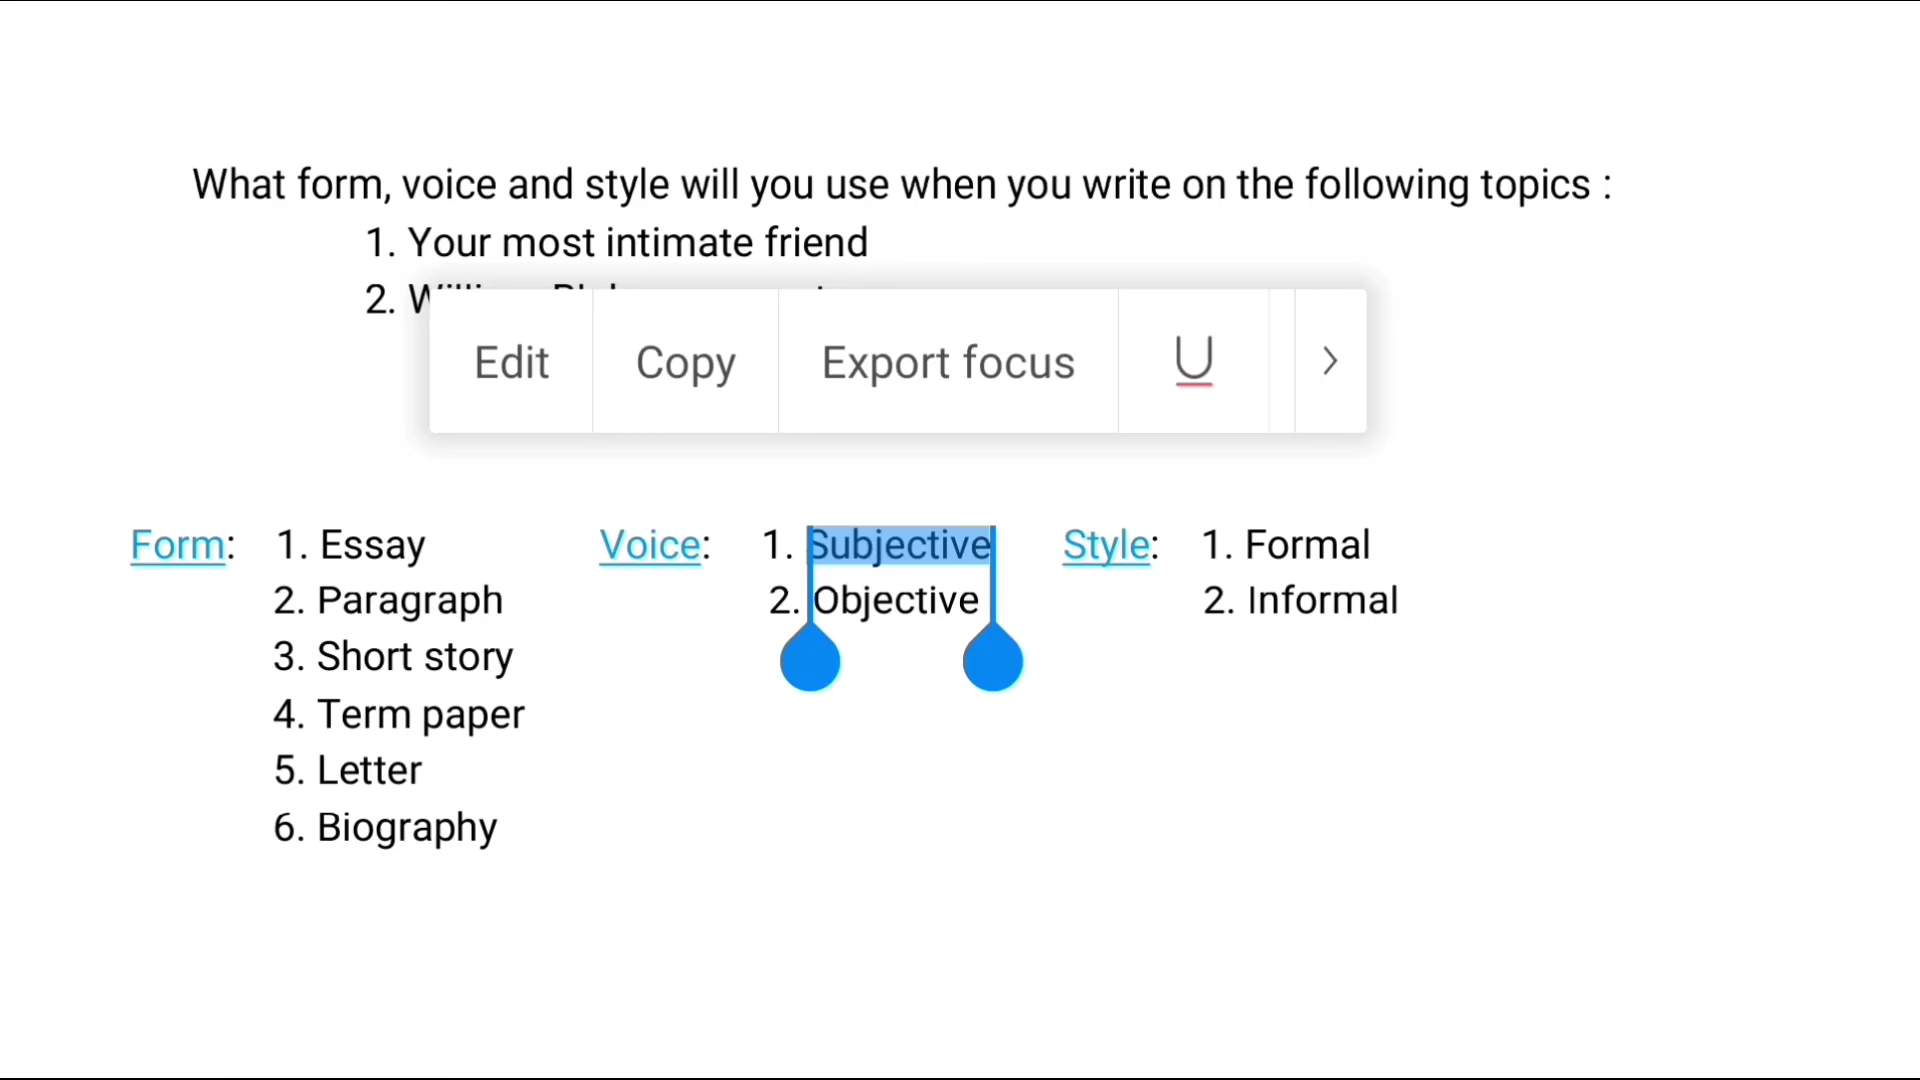 What form, voice and style will you use when you write on the following topics :
1. Your most intimate friend
2.
Edit Copy Export focus U >
Form: 1. Essay Voice: 1. Subjective Style: 1. Formal
2. Paragraph 2. Objective 2. Informal
3. Short story
4. Term paper
5. Letter
6. Biography